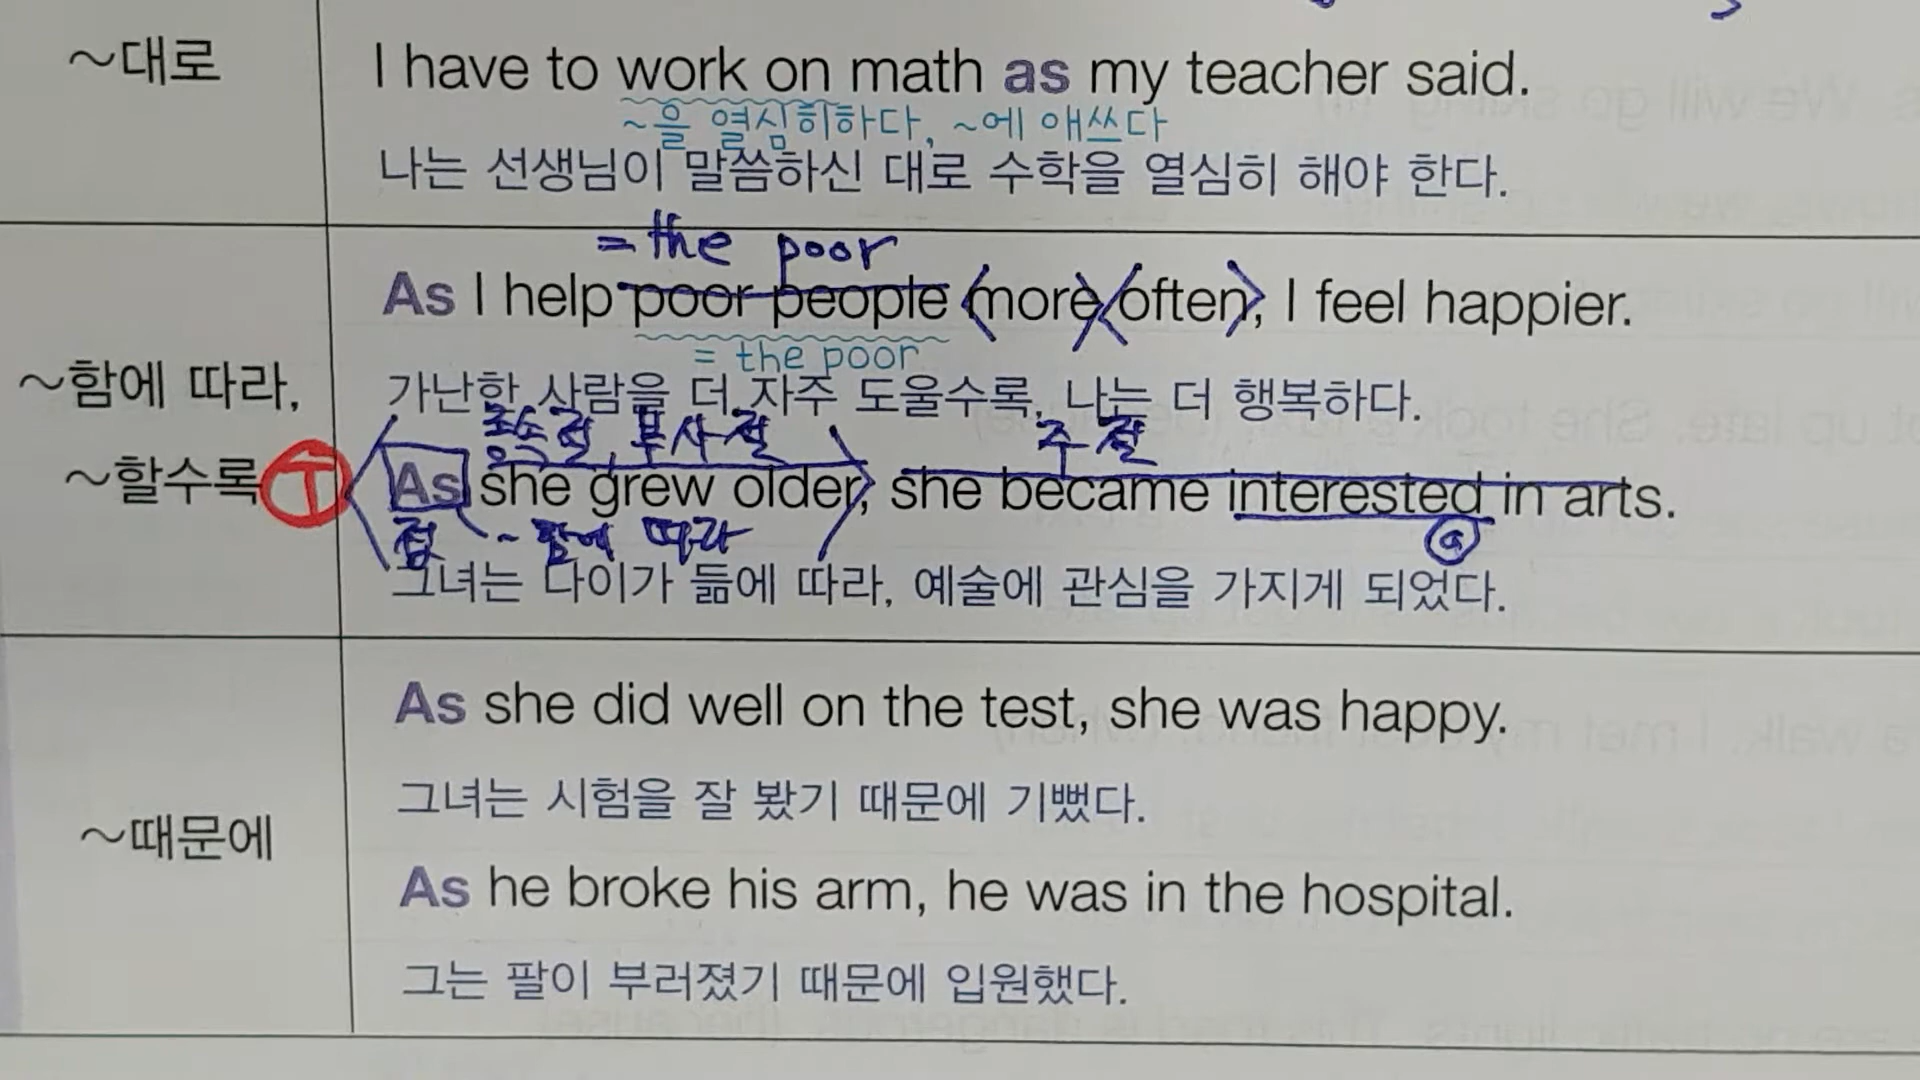 ~대로
I have to work on math as my teacher said.
~을 열심히하다, ~에 애쓰다
나는 선생님이 말씀하신 대로 수학을 열심히 해야 한다.
= the poor
As I help poor people more often, I feel happier.
= the poor
~함에 따라,
가난한 사람을 더 자주 도울수록, 나는 더 행복하다.
종속절, 부사절 주절
~할수록 T As she grew older, she became interested in arts.
접 ~함에 따라 a
그녀는 나이가 듦에 따라, 예술에 관심을 가지게 되었다.
As she did well on the test, she was happy.
그녀는 시험을 잘 봤기 때문에 기뻤다.
~때문에
As he broke his arm, he was in the hospital.
그는 팔이 부러졌기 때문에 입원했다.